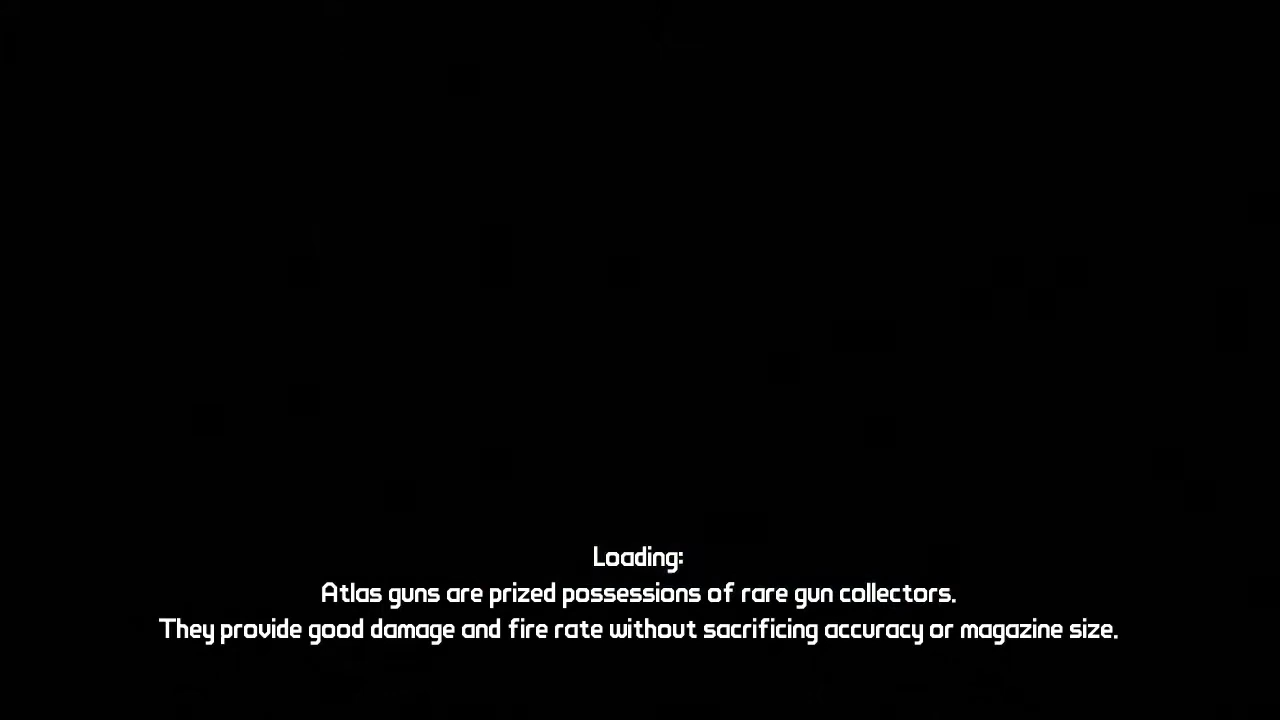 Loading:
Atlas guns are prized possessions of rare gun collectors.
They provide good damage and fire rate without sacrificing accuracy or magazine size.